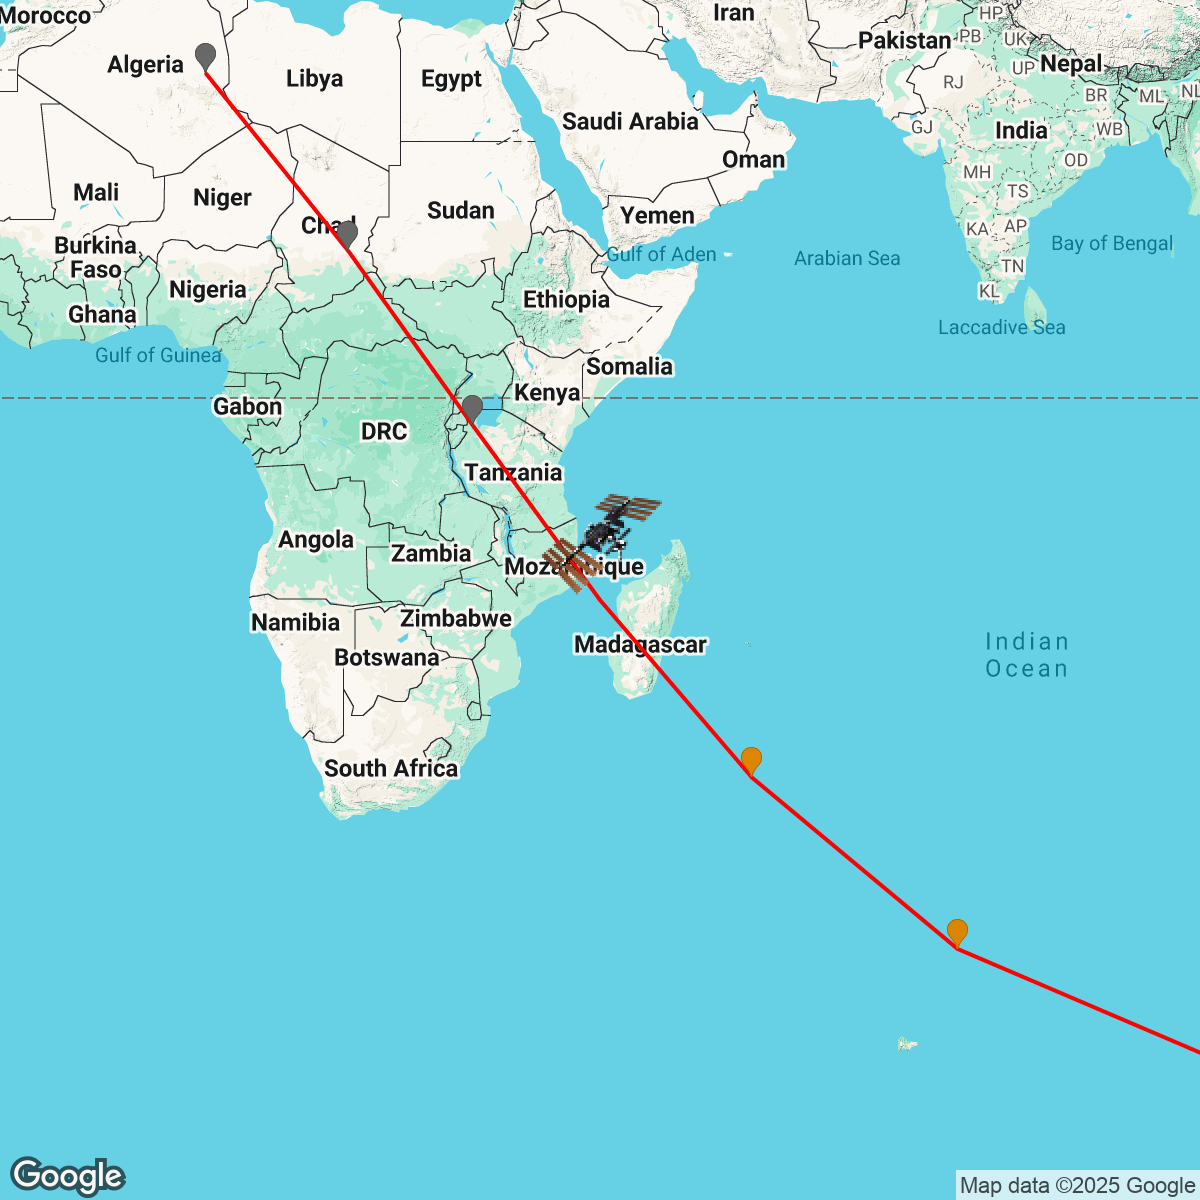 Morocco
Iran
HP
Pakistan
PB
UK
Nepal
Algeria
Libya
Egypt
UP
RJ
BR
ML
NL
Saudi Arabia
GJ
India
WB
Oman
OD
MH
Mali
Niger
TS
Sudan
Yemen
Chad
KA
AP
Burkina
Faso
Gulf of Aden
Arabian Sea
Bay of Bengal
TN
Nigeria
KL
Ethiopia
Ghana
Laccadive Sea
Gulf of Guinea
Somalia
Kenya
Gabon
DRC
Tanzania
Angola
Zambia
Mozambique
Namibia
Zimbabwe
Madagascar
Indian
Ocean
Botswana
South Africa
Google
Map data ©2025 Google